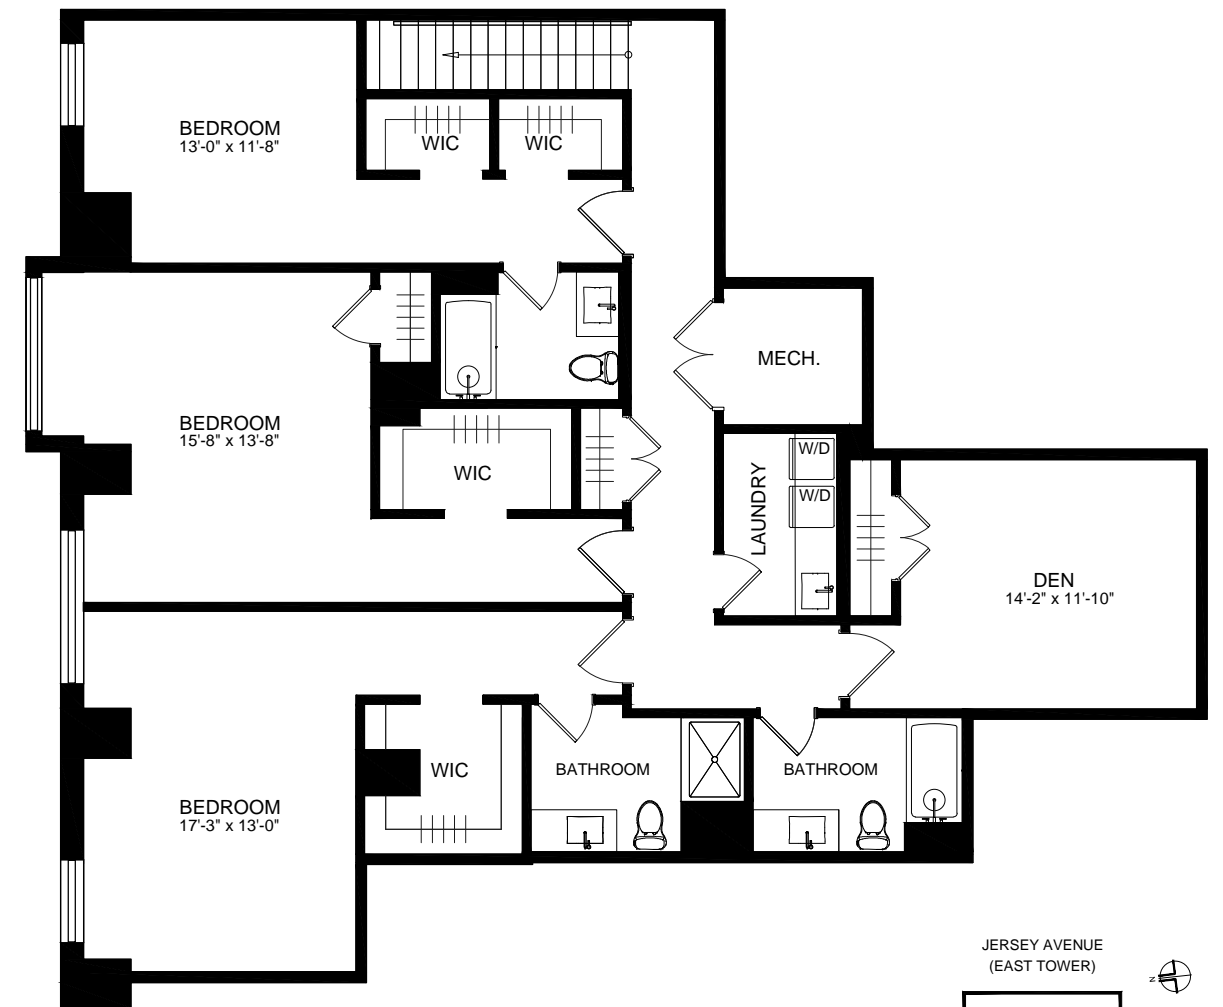 BEDROOM
13'-0" x 11'-8"
WIC
WIC
BEDROOM
15'-8" x 13'-8"
WIC
MECH.
LAUNDRY
W/D
W/D
DEN
14'-2" x 11'-10"
BEDROOM
17'-3" x 13'-0"
WIC
BATHROOM
BATHROOM
JERSEY AVENUE
(EAST TOWER)
N